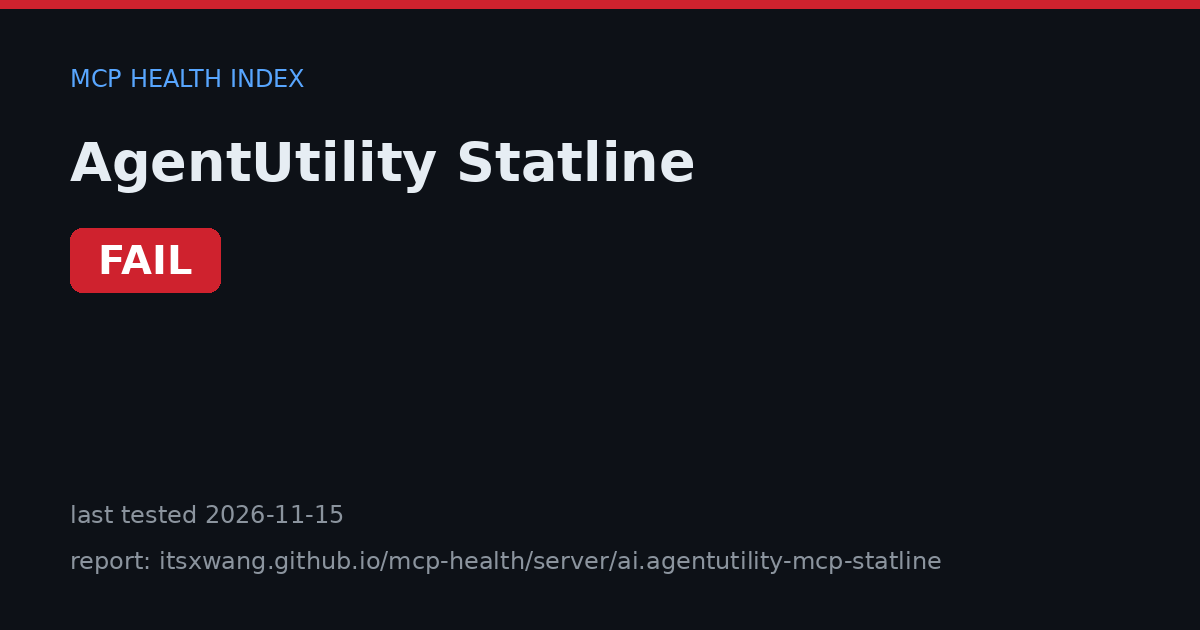 MCP HEALTH INDEX
AgentUtility Statline
FAIL
last tested 2026-11-15
report: itsxwang.github.io/mcp-health/server/ai.agentutility-mcp-statline